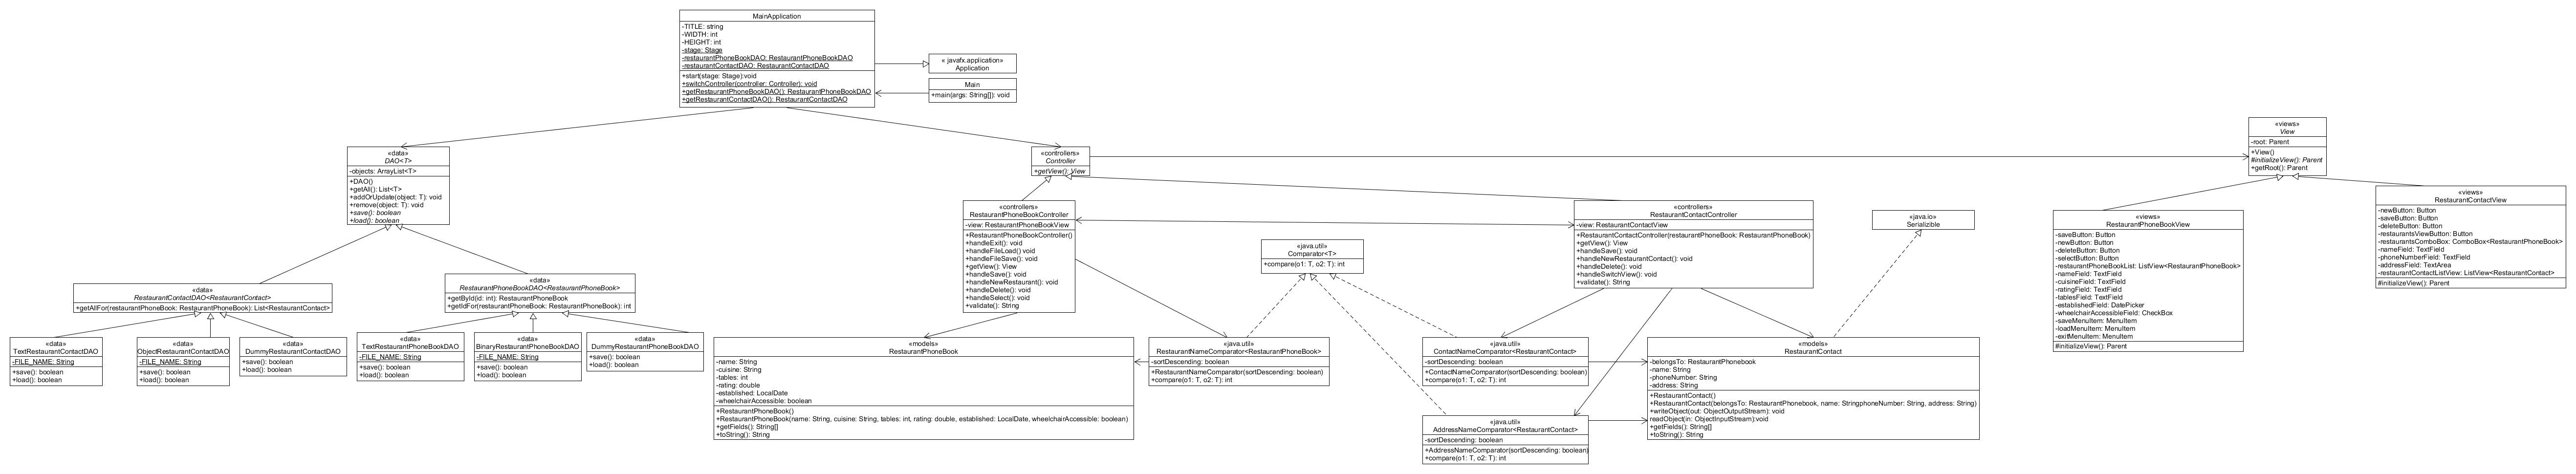 MainApplication
-TITLE: string
-WIDTH: int
-HEIGHT: int
-stage: Stage
-restaurantPhoneBookDAO: RestaurantPhoneBookDAO
-restaurantContactDAO: RestaurantContactDAO
+start(stage: Stage):void
+switchController(controller: Controller): void
+getRestaurantPhoneBookDAO(): RestaurantPhoneBookDAO
+getRestaurantContactDAO(): RestaurantContactDAO
« javafx.application»
Application
Main
+main(args: String[]): void
«data»
DAO<T>
-objects: ArrayList<T>
+DAO()
+getAll(): List<T>
+addOrUpdate(object: T): void
+remove(object: T): void
+save(): boolean
+load(): boolean
«controllers»
Controller
+getView(): View
«views»
View
-root: Parent
+View()
#initializeView(): Parent
+getRoot(): Parent
«controllers»
RestaurantPhoneBookController
-view: RestaurantPhoneBookView
+RestaurantPhoneBookController()
+handleExit(): void
+handleFileLoad(): void
+handleFileSave(): void
+getView(): View
+handleSave(): void
+handleNewRestaurant(): void
+handleDelete(): void
+handleSelect(): void
+validate(): String
«java.util»
Comparator<T>
+compare(o1: T, o2: T): int
«controllers»
RestaurantContactController
-view: RestaurantContactView
+RestaurantContactController(restaurantPhoneBook: RestaurantPhoneBook)
+getView(): View
+handleSave(): void
+handleNewRestaurantContact(): void
+handleDelete(): void
+handleSwitchView(): void
+validate(): String
«java.io»
Serializible
«views»
RestaurantPhoneBookView
-saveButton: Button
-newButton: Button
-deleteButton: Button
-selectButton: Button
-restaurantPhoneBookList: ListView<RestaurantPhoneBook>
-nameField: TextField
-cuisineField: TextField
-ratingField: TextField
-tablesField: TextField
-establishedField: DatePicker
-wheelchairAccessibleField: CheckBox
-saveMenuItem: MenuItem
-loadMenuItem: MenuItem
-exitMenuItem: MenuItem
#initializeView(): Parent
«views»
RestaurantContactView
-newButton: Button
-saveButton: Button
-deleteButton: Button
-restaurantsViewButton: Button
-restaurantsComboBox: ComboBox<RestaurantPhoneBook>
-nameField: TextField
-phoneNumberField: TextField
-addressField: TextArea
-restaurantContactListView: ListView<RestaurantContact>
#initializeView(): Parent
«data»
RestaurantContactDAO<RestaurantContact>
+getAllFor(restaurantPhoneBook: RestaurantPhoneBook): List<RestaurantContact>
«data»
RestaurantPhoneBookDAO<RestaurantPhoneBook>
+getById(id: int): RestaurantPhoneBook
+getIdFor(restaurantPhoneBook: RestaurantPhoneBook): int
«data»
TextRestaurantContactDAO
-FILE_NAME: String
+save(): boolean
+load(): boolean
«data»
ObjectRestaurantContactDAO
-FILE_NAME: String
+save(): boolean
+load(): boolean
«data»
DummyRestaurantContactDAO
+save(): boolean
+load(): boolean
«data»
TextRestaurantPhoneBookDAO
-FILE_NAME: String
+save(): boolean
+load(): boolean
«data»
BinaryRestaurantPhoneBookDAO
-FILE_NAME: String
+save(): boolean
+load(): boolean
«data»
DummyRestaurantPhoneBookDAO
+save(): boolean
+load(): boolean
«models»
RestaurantPhoneBook
-name: String
-cuisine: String
-tables: int
-rating: double
-established: LocalDate
-wheelchairAccessible: boolean
+RestaurantPhoneBook()
+RestaurantPhoneBook(name: String, cuisine: String, tables: int, rating: double, established: LocalDate, wheelchairAccessible: boolean)
+getFields(): String[]
+toString(): String
«java.util»
RestaurantNameComparator<RestaurantPhoneBook>
-sortDescending: boolean
+RestaurantNameComparator(sortDescending: boolean)
+compare(o1: T, o2: T): int
«java.util»
ContactNameComparator<RestaurantContact>
-sortDescending: boolean
+ContactNameComparator(sortDescending: boolean)
+compare(o1: T, o2: T): int
«models»
RestaurantContact
-belongsTo: RestaurantPhonebook
-name: String
-phoneNumber: String
-address: String
+RestaurantContact()
+RestaurantContact(belongsTo: RestaurantPhonebook, name: StringphoneNumber: String, address: String)
+writeObject(out: ObjectOutputStream): void
readObject(in: ObjectInputStream):void
+getFields(): String[]
+toString(): String
«java.util»
AddressNameComparator<RestaurantContact>
-sortDescending: boolean
+AddressNameComparator(sortDescending: boolean)
+compare(o1: T, o2: T): int